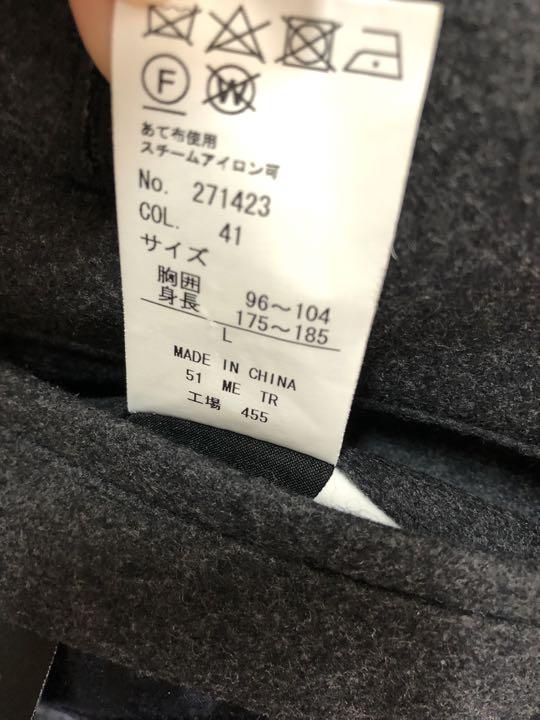 F
W
あて布使用
スチームアイロン可
No. 271423
COL. 41
サイズ
胸囲 96～104
身長 175～185
L
MADE IN CHINA
51 ME TR
工場 455